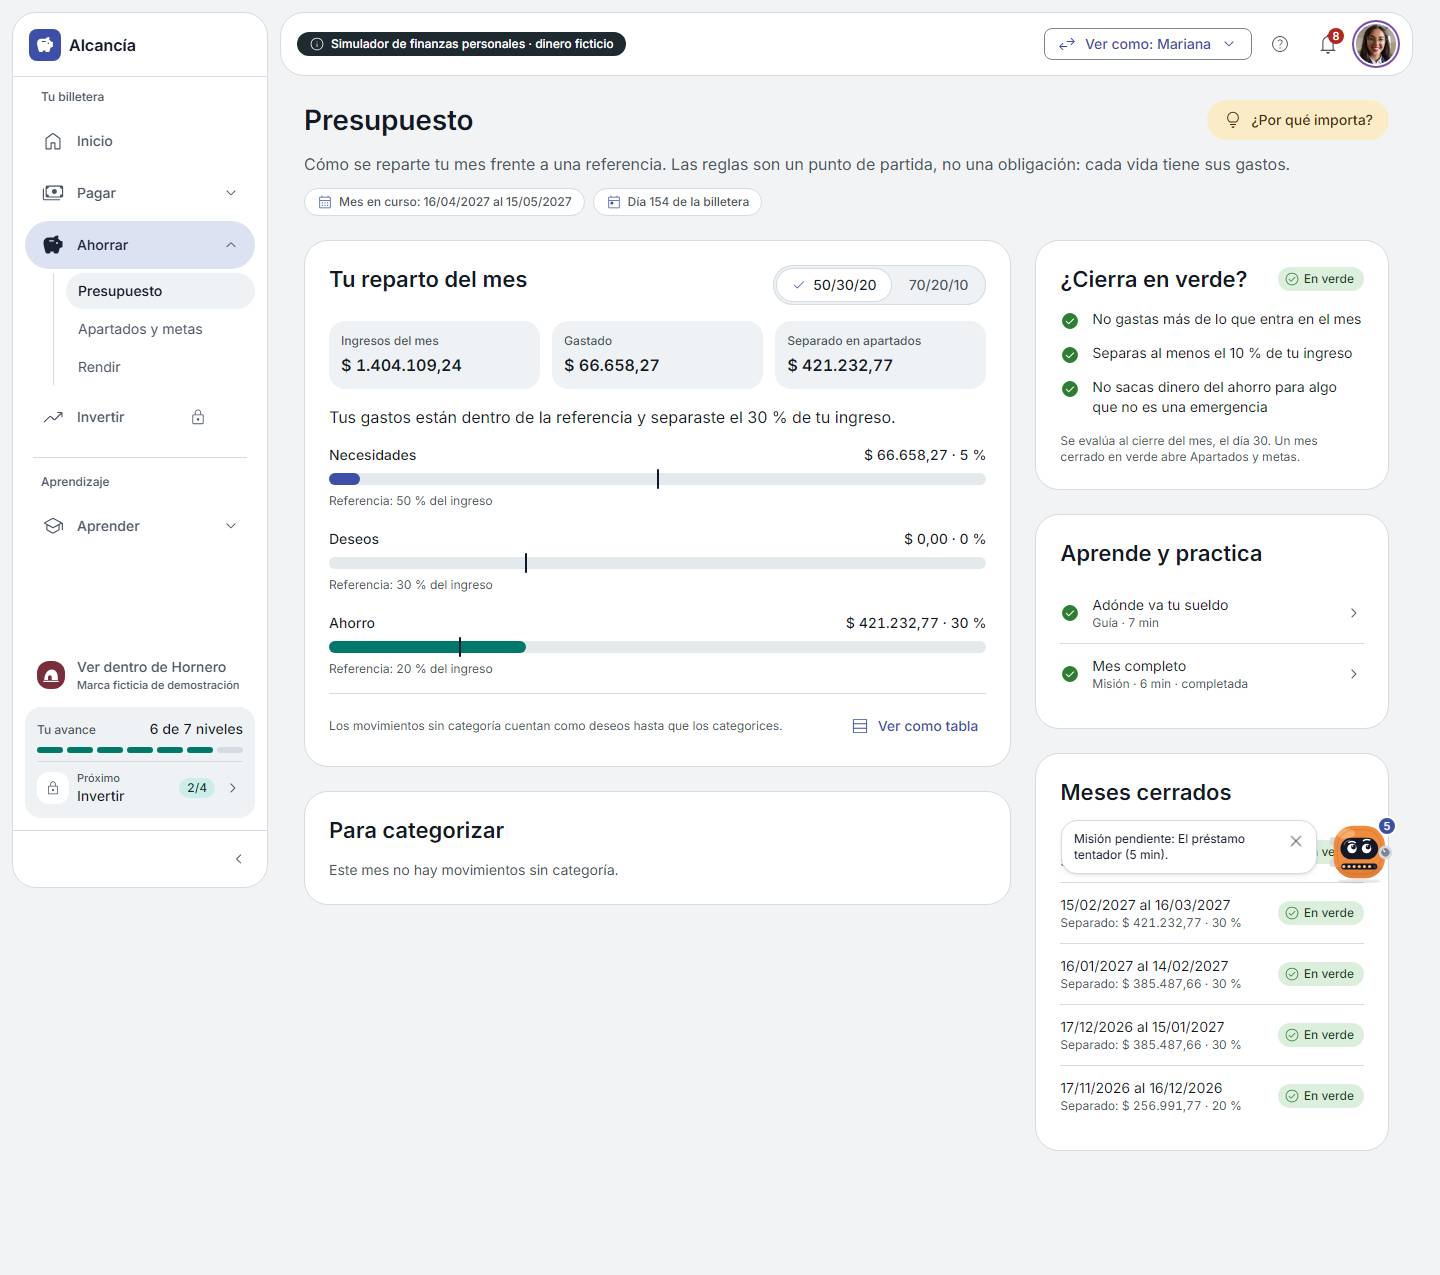 Alcancía
Tu billetera
Inicio
Pagar
Ahorrar
Presupuesto
Apartados y metas
Rendir
Invertir
Aprendizaje
Aprender
Ver dentro de Hornero
Marca ficticia de demostración
Tu avance
6 de 7 niveles
Próximo
Invertir
2/4
Simulador de finanzas personales · dinero ficticio
Ver como: Mariana
8
Presupuesto
¿Por qué importa?
Cómo se reparte tu mes frente a una referencia. Las reglas son un punto de partida, no una obligación: cada vida tiene sus gastos.
Mes en curso: 16/04/2027 al 15/05/2027
Día 154 de la billetera
Tu reparto del mes
50/30/20
70/20/10
Ingresos del mes
$ 1.404.109,24
Gastado
$ 66.658,27
Separado en apartados
$ 421.232,77
Tus gastos están dentro de la referencia y separaste el 30 % de tu ingreso.
Necesidades
$ 66.658,27 · 5 %
Referencia: 50 % del ingreso
Deseos
$ 0,00 · 0 %
Referencia: 30 % del ingreso
Ahorro
$ 421.232,77 · 30 %
Referencia: 20 % del ingreso
Los movimientos sin categoría cuentan como deseos hasta que los categorices.
Ver como tabla
Para categorizar
Este mes no hay movimientos sin categoría.
¿Cierra en verde?
En verde
No gastas más de lo que entra en el mes
Separas al menos el 10 % de tu ingreso
No sacas dinero del ahorro para algo
que no es una emergencia
Se evalúa al cierre del mes, el día 30. Un mes
cerrado en verde abre Apartados y metas.
Aprende y practica
Adónde va tu sueldo
Guía · 7 min
Mes completo
Misión · 6 min · completada
Meses cerrados
Misión pendiente: El préstamo
tentador (5 min).
5
15/02/2027 al 16/03/2027
Separado: $ 421.232,77 · 30 %
En verde
16/01/2027 al 14/02/2027
Separado: $ 385.487,66 · 30 %
En verde
17/12/2026 al 15/01/2027
Separado: $ 385.487,66 · 30 %
En verde
17/11/2026 al 16/12/2026
Separado: $ 256.991,77 · 20 %
En verde